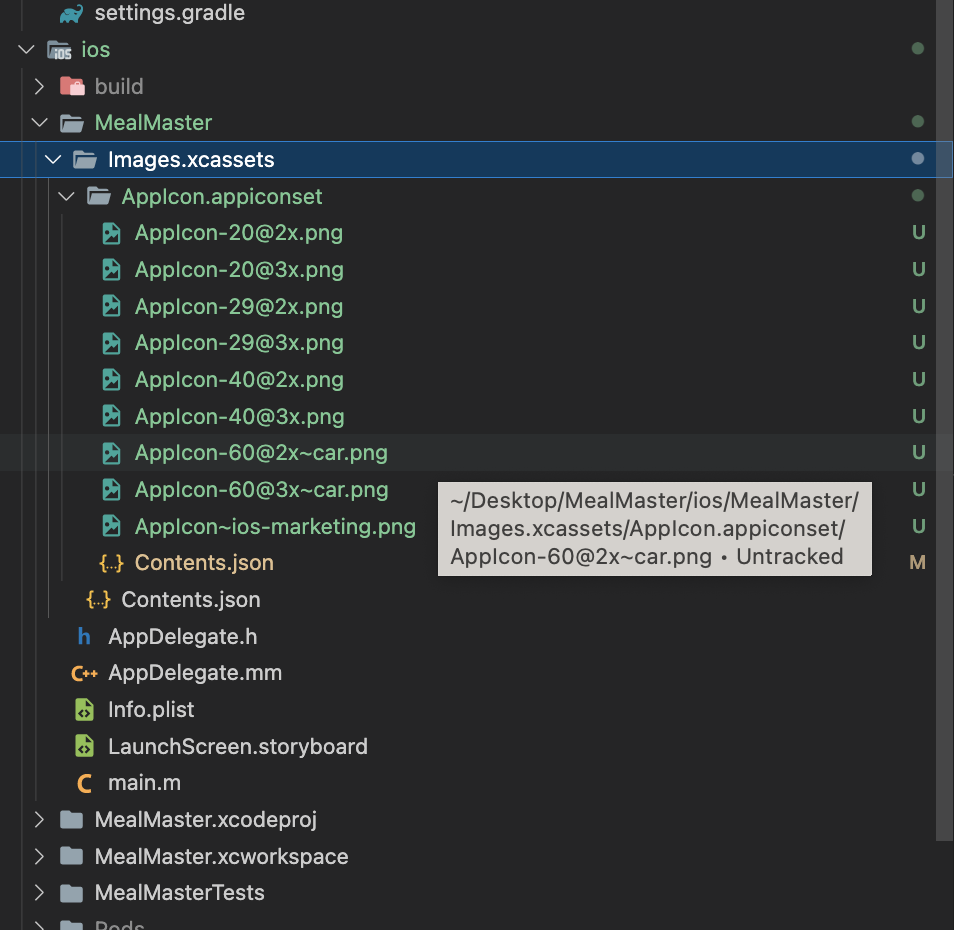 settings.gradle
ios
build
MealMaster
Images.xcassets
AppIcon.appiconset
AppIcon-20@2x.png U
AppIcon-20@3x.png U
AppIcon-29@2x.png U
AppIcon-29@3x.png U
AppIcon-40@2x.png U
AppIcon-40@3x.png U
AppIcon-60@2x~car.png U
AppIcon-60@3x~car.png U
AppIcon~ios-marketing.png U
~/Desktop/MealMaster/ios/MealMaster/
Images.xcassets/AppIcon.appiconset/
AppIcon-60@2x~car.png • Untracked
{..} Contents.json M
{..} Contents.json
h AppDelegate.h
C++ AppDelegate.mm
Info.plist
LaunchScreen.storyboard
C main.m
MealMaster.xcodeproj
MealMaster.xcworkspace
MealMasterTests
Pods